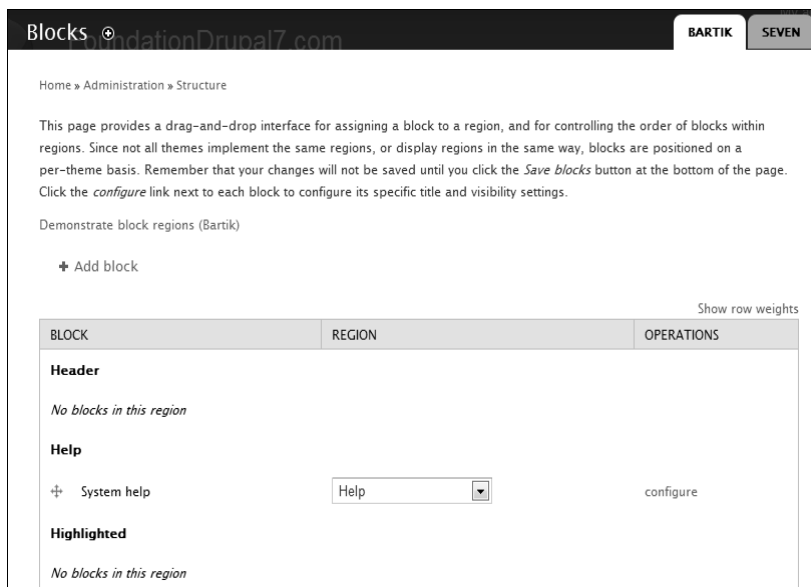 Blocks
FoundationDrupal7.com
BARTIK
SEVEN
Home » Administration » Structure
This page provides a drag-and-drop interface for assigning a block to a region, and for controlling the order of blocks within
regions. Since not all themes implement the same regions, or display regions in the same way, blocks are positioned on a
per-theme basis. Remember that your changes will not be saved until you click the Save blocks button at the bottom of the page.
Click the configure link next to each block to configure its specific title and visibility settings.
Demonstrate block regions (Bartik)
+ Add block
Show row weights
BLOCK REGION OPERATIONS
Header
No blocks in this region
Help
System help Help configure
Highlighted
No blocks in this region